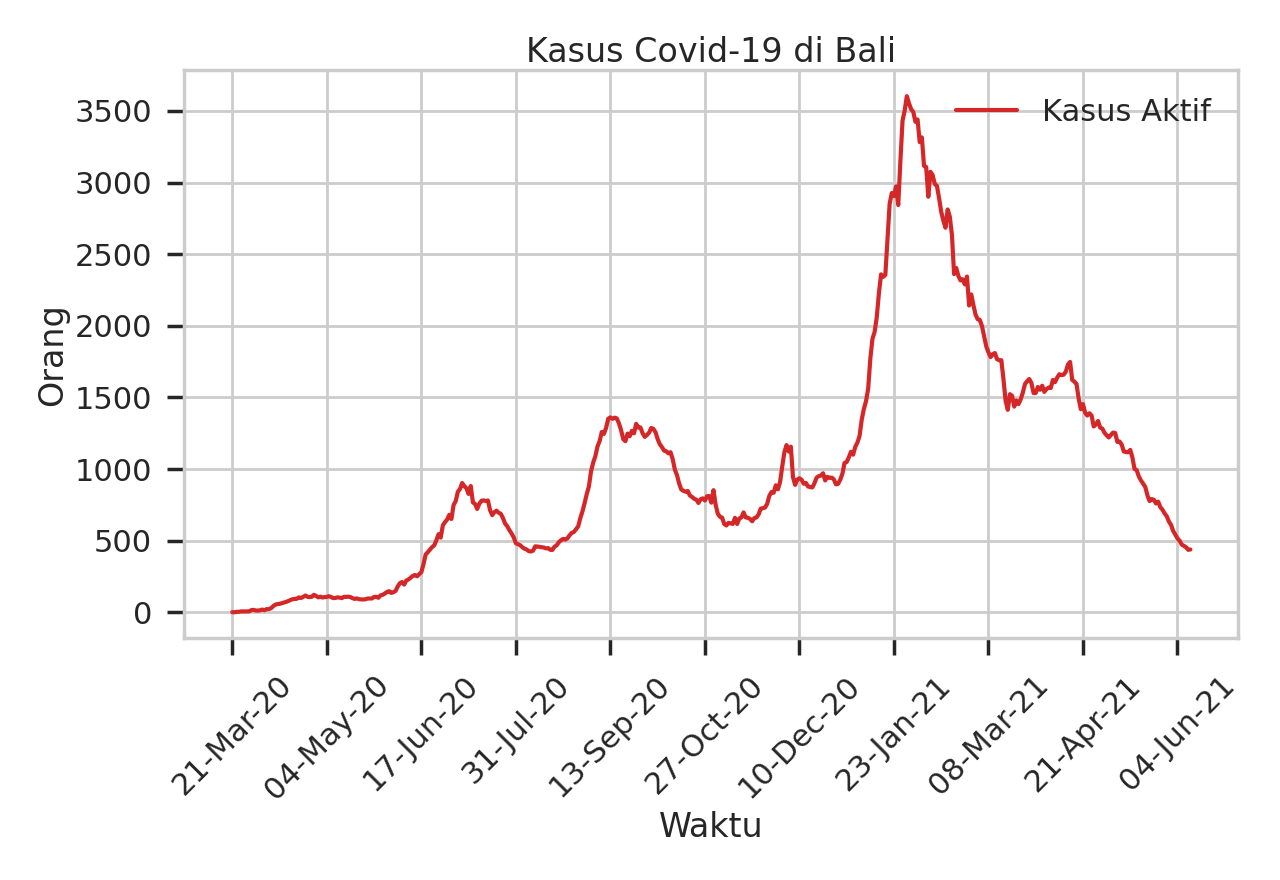 Kasus Covid-19 di Bali
Kasus Aktif
3500
3000
2500
2000
1500
1000
500
0
Orang
21-Mar-20
04-May-20
17-Jun-20
31-Jul-20
13-Sep-20
27-Oct-20
10-Dec-20
23-Jan-21
08-Mar-21
21-Apr-21
04-Jun-21
Waktu